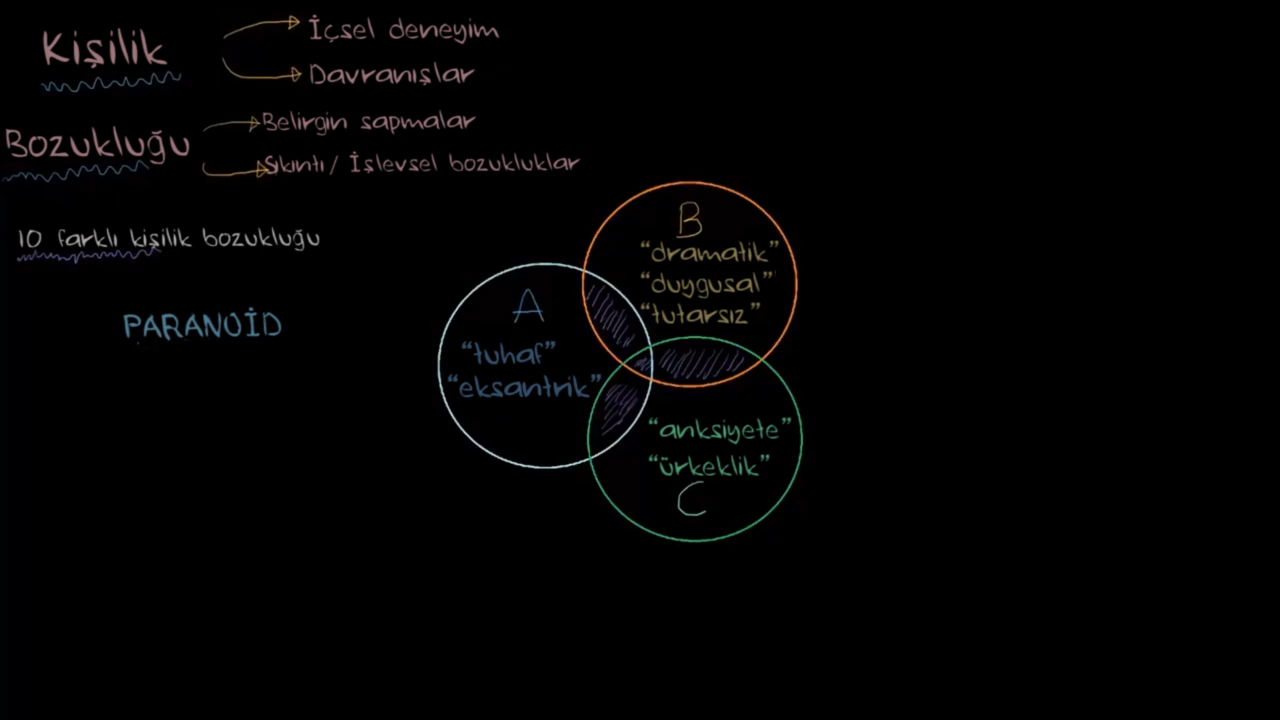 Kişilik
İçsel deneyim
Davranışlar
Bozukluğu
Belirgin sapmalar
Sıkıntı / İşlevsel bozukluklar
10 farklı kişilik bozukluğu
PARANOİD
A
"tuhaf"
"eksantrik"
B
"dramatik"
"duygusal"
"tutarsız"
"anksiyete"
"ürkeklik"
C